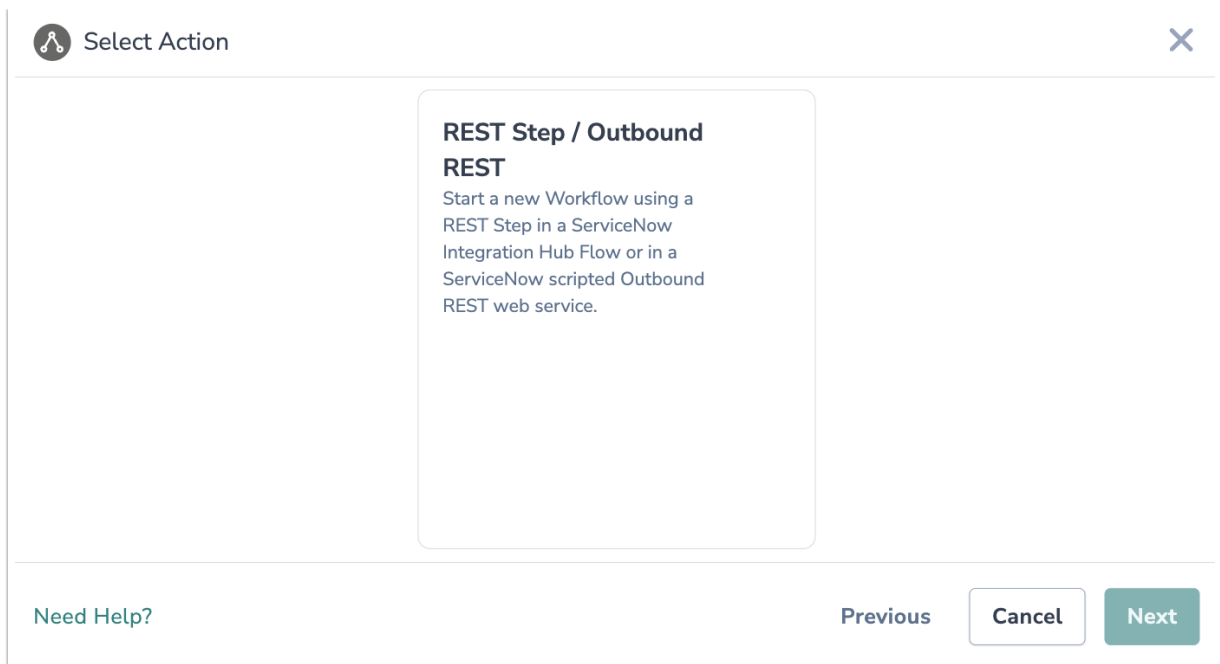 Select Action
REST Step / Outbound
REST
Start a new Workflow using a
REST Step in a ServiceNow
Integration Hub Flow or in a
ServiceNow scripted Outbound
REST web service.
Need Help?
Previous
Cancel
Next